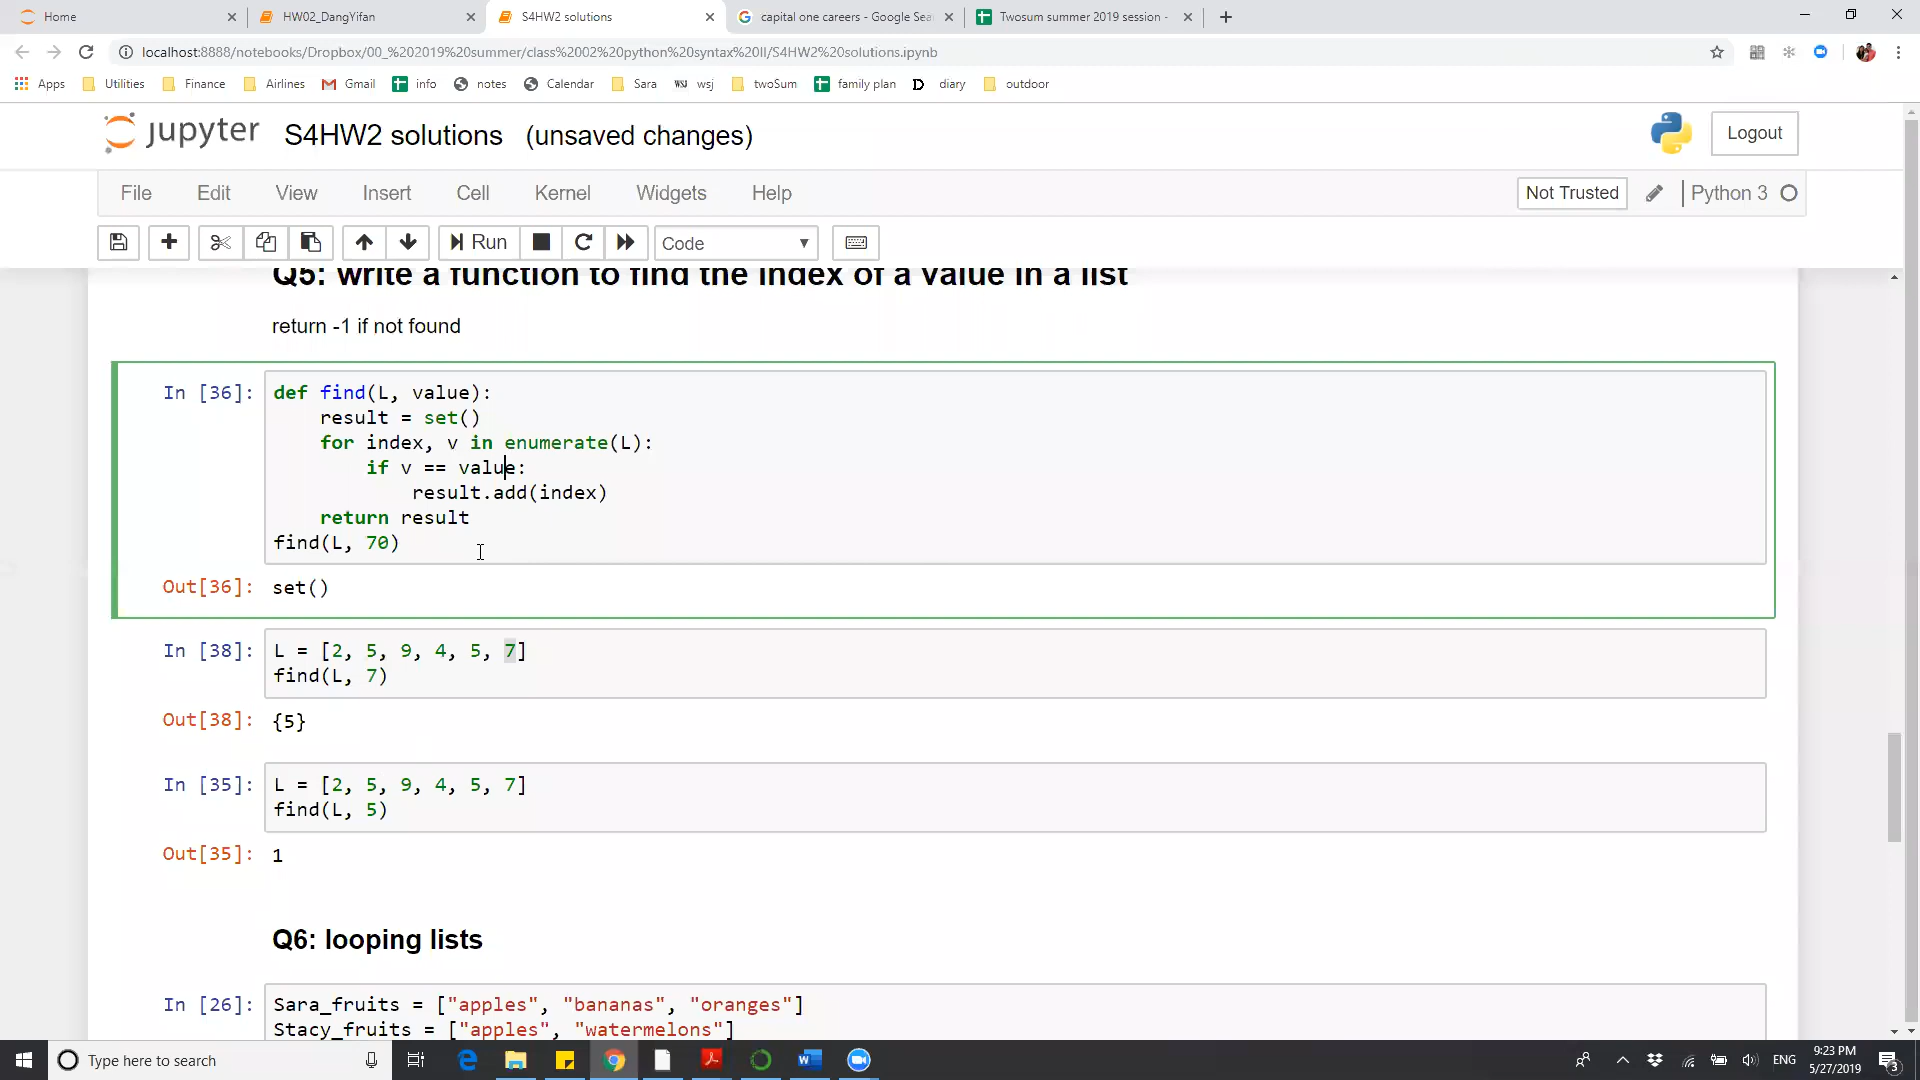 Home
HW02_DangYifan
S4HW2 solutions
capital one careers - Google Sea
Twosum summer 2019 session -
localhost:8888/notebooks/Dropbox/00_%202019%20summer/class%2002%20python%20syntax%20II/S4HW2%20solutions.ipynb
Apps Utilities Finance Airlines Gmail info notes Calendar Sara WSJ wsj twoSum family plan D diary outdoor
jupyter S4HW2 solutions (unsaved changes)
Logout
File Edit View Insert Cell Kernel Widgets Help
Not Trusted Python 3
Run Code
Q5: write a function to find the index of a value in a list
return -1 if not found
In [36]: def find(L, value):
result = set()
for index, v in enumerate(L):
if v == value:
result.add(index)
return result
find(L, 70)
Out[36]: set()
In [38]: L = [2, 5, 9, 4, 5, 7]
find(L, 7)
Out[38]: {5}
In [35]: L = [2, 5, 9, 4, 5, 7]
find(L, 5)
Out[35]: 1
Q6: looping lists
In [26]: Sara_fruits = ["apples", "bananas", "oranges"]
Stacy_fruits = ["apples", "watermelons"]
Type here to search
ENG
9:23 PM
5/27/2019
3